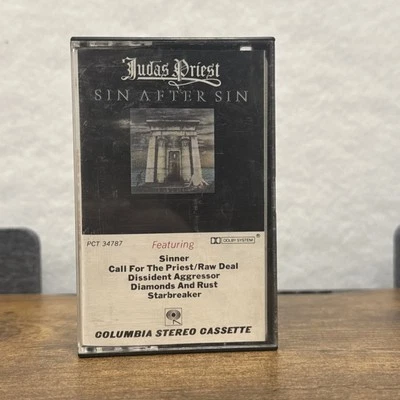 Judas Priest
SIN AFTER SIN
PCT 34787
Featuring
DOLBY SYSTEM ®
Sinner
Call For The Priest/Raw Deal
Dissident Aggressor
Diamonds And Rust
Starbreaker
COLUMBIA STEREO CASSETTE